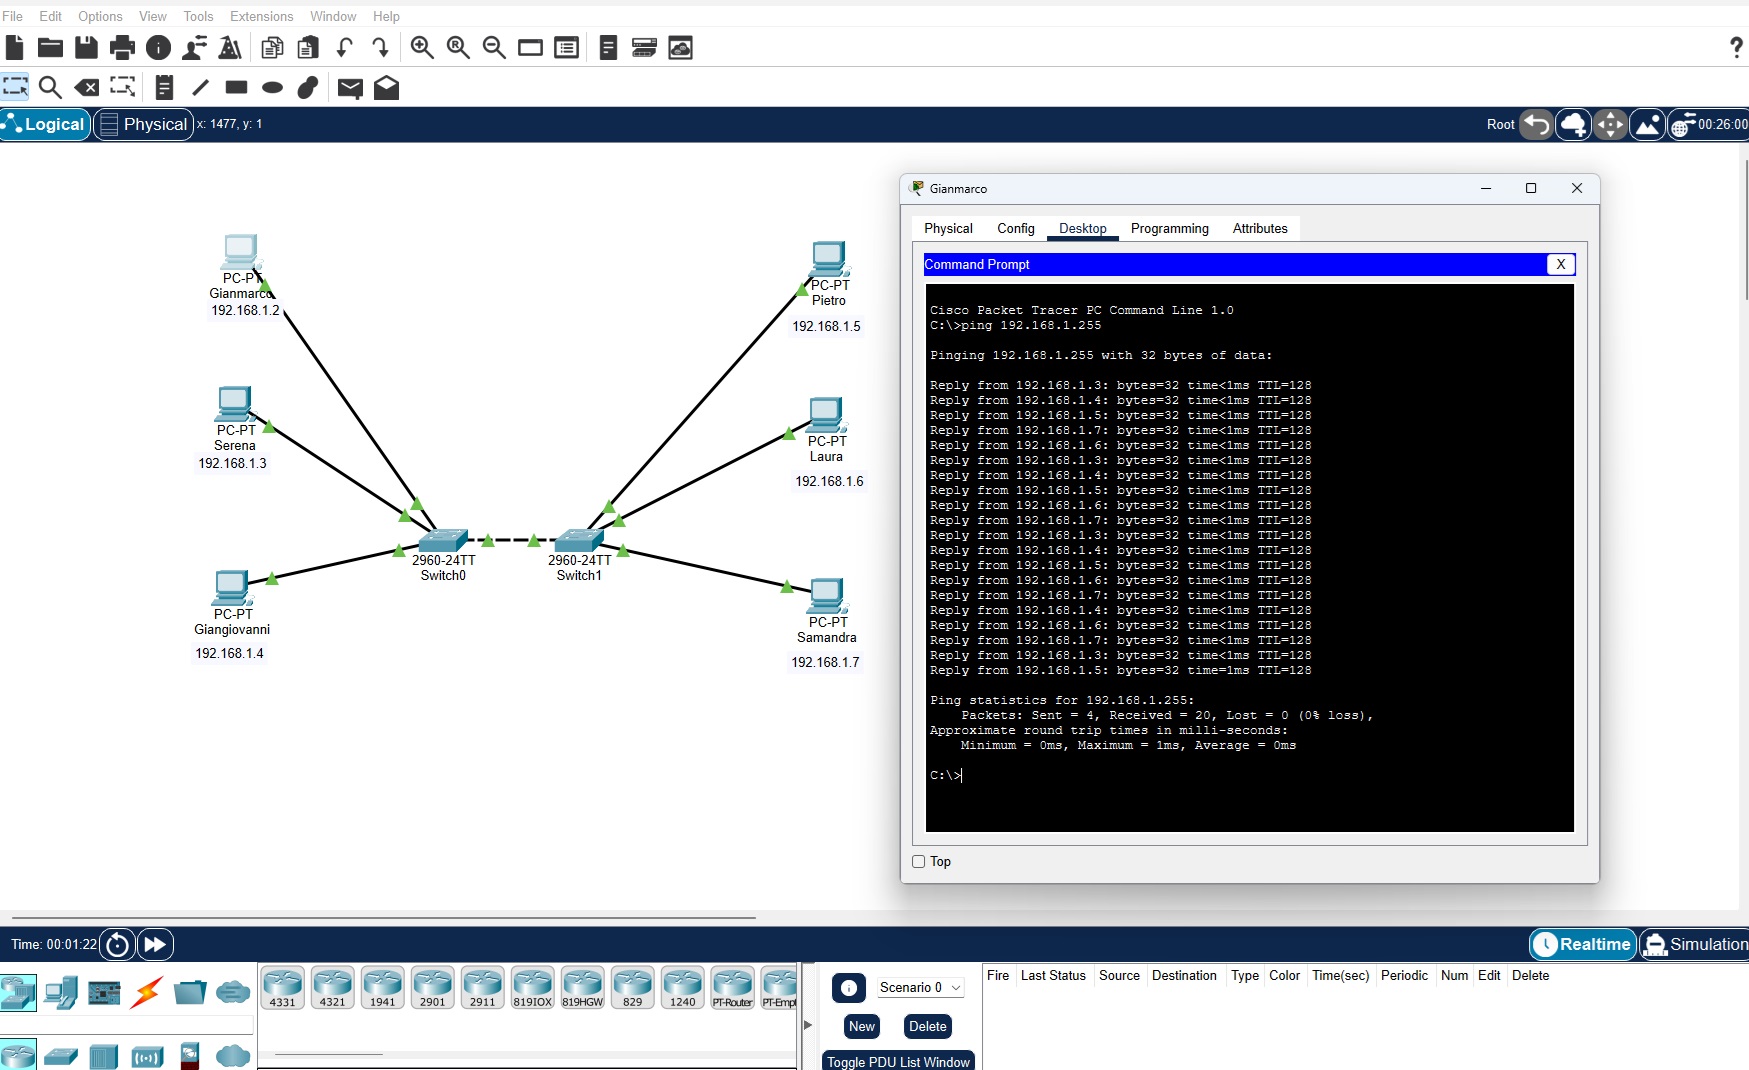 File Edit Options View Tools Extensions Window Help
?
Logical Physical x: 1477, y: 1 Root 00:26:00
PC-PT
Gianmarco
192.168.1.2
PC-PT
Serena
192.168.1.3
PC-PT
Giangiovanni
192.168.1.4
2960-24TT
Switch0
2960-24TT
Switch1
PC-PT
Pietro
192.168.1.5
PC-PT
Laura
192.168.1.6
PC-PT
Samandra
192.168.1.7
Gianmarco
Physical Config Desktop Programming Attributes
Command Prompt X
Cisco Packet Tracer PC Command Line 1.0
C:\>ping 192.168.1.255
Pinging 192.168.1.255 with 32 bytes of data:
Reply from 192.168.1.3: bytes=32 time<1ms TTL=128
Reply from 192.168.1.4: bytes=32 time<1ms TTL=128
Reply from 192.168.1.5: bytes=32 time<1ms TTL=128
Reply from 192.168.1.7: bytes=32 time<1ms TTL=128
Reply from 192.168.1.6: bytes=32 time<1ms TTL=128
Reply from 192.168.1.3: bytes=32 time<1ms TTL=128
Reply from 192.168.1.4: bytes=32 time<1ms TTL=128
Reply from 192.168.1.5: bytes=32 time<1ms TTL=128
Reply from 192.168.1.6: bytes=32 time<1ms TTL=128
Reply from 192.168.1.7: bytes=32 time<1ms TTL=128
Reply from 192.168.1.3: bytes=32 time<1ms TTL=128
Reply from 192.168.1.4: bytes=32 time<1ms TTL=128
Reply from 192.168.1.5: bytes=32 time<1ms TTL=128
Reply from 192.168.1.6: bytes=32 time<1ms TTL=128
Reply from 192.168.1.7: bytes=32 time<1ms TTL=128
Reply from 192.168.1.4: bytes=32 time<1ms TTL=128
Reply from 192.168.1.6: bytes=32 time<1ms TTL=128
Reply from 192.168.1.7: bytes=32 time<1ms TTL=128
Reply from 192.168.1.3: bytes=32 time<1ms TTL=128
Reply from 192.168.1.5: bytes=32 time=1ms TTL=128
Ping statistics for 192.168.1.255:
Packets: Sent = 4, Received = 20, Lost = 0 (0% loss),
Approximate round trip times in milli-seconds:
Minimum = 0ms, Maximum = 1ms, Average = 0ms
C:\>
Top
Time: 00:01:22 Realtime Simulation
4331 4321 1941 2901 2911 819IOX 819HGW 829 1240 PT-Router PT-Empt
Scenario 0
New Delete
Toggle PDU List Window
Fire Last Status Source Destination Type Color Time(sec) Periodic Num Edit Delete